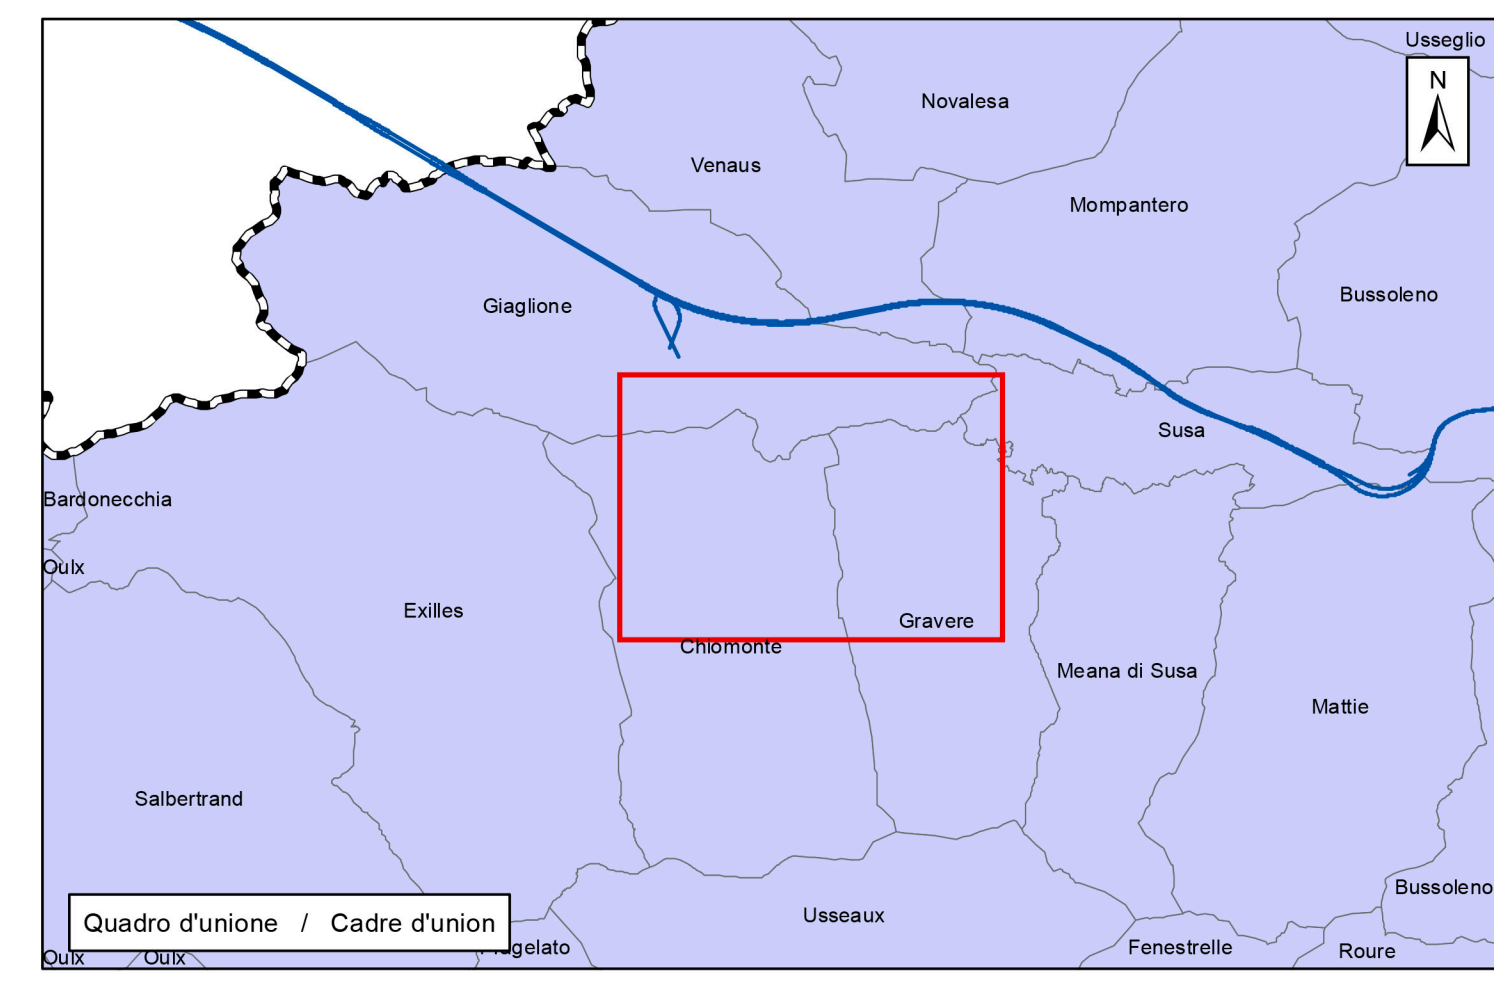 Usseglio
N
Novalesa
Venaus
Mompantero
Bussoleno
Giaglione
Susa
Bardonecchia
Oulx
Exilles
Gravere
Chiomonte
Meana di Susa
Mattie
Salbertrand
Bussoleno
Usseaux
Quadro d'unione / Cadre d'union
Fenestrelle
Roure
Oulx
Oulx